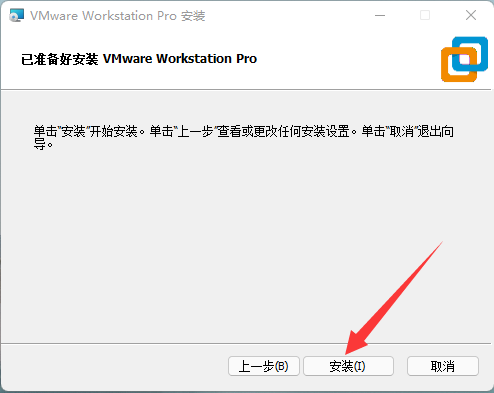 VMware Workstation Pro 安装
已准备好安装 VMware Workstation Pro
单击“安装”开始安装。单击“上一步”查看或更改任何安装设置。单击“取消”退出向
导。
上一步(B) 安装(I) 取消